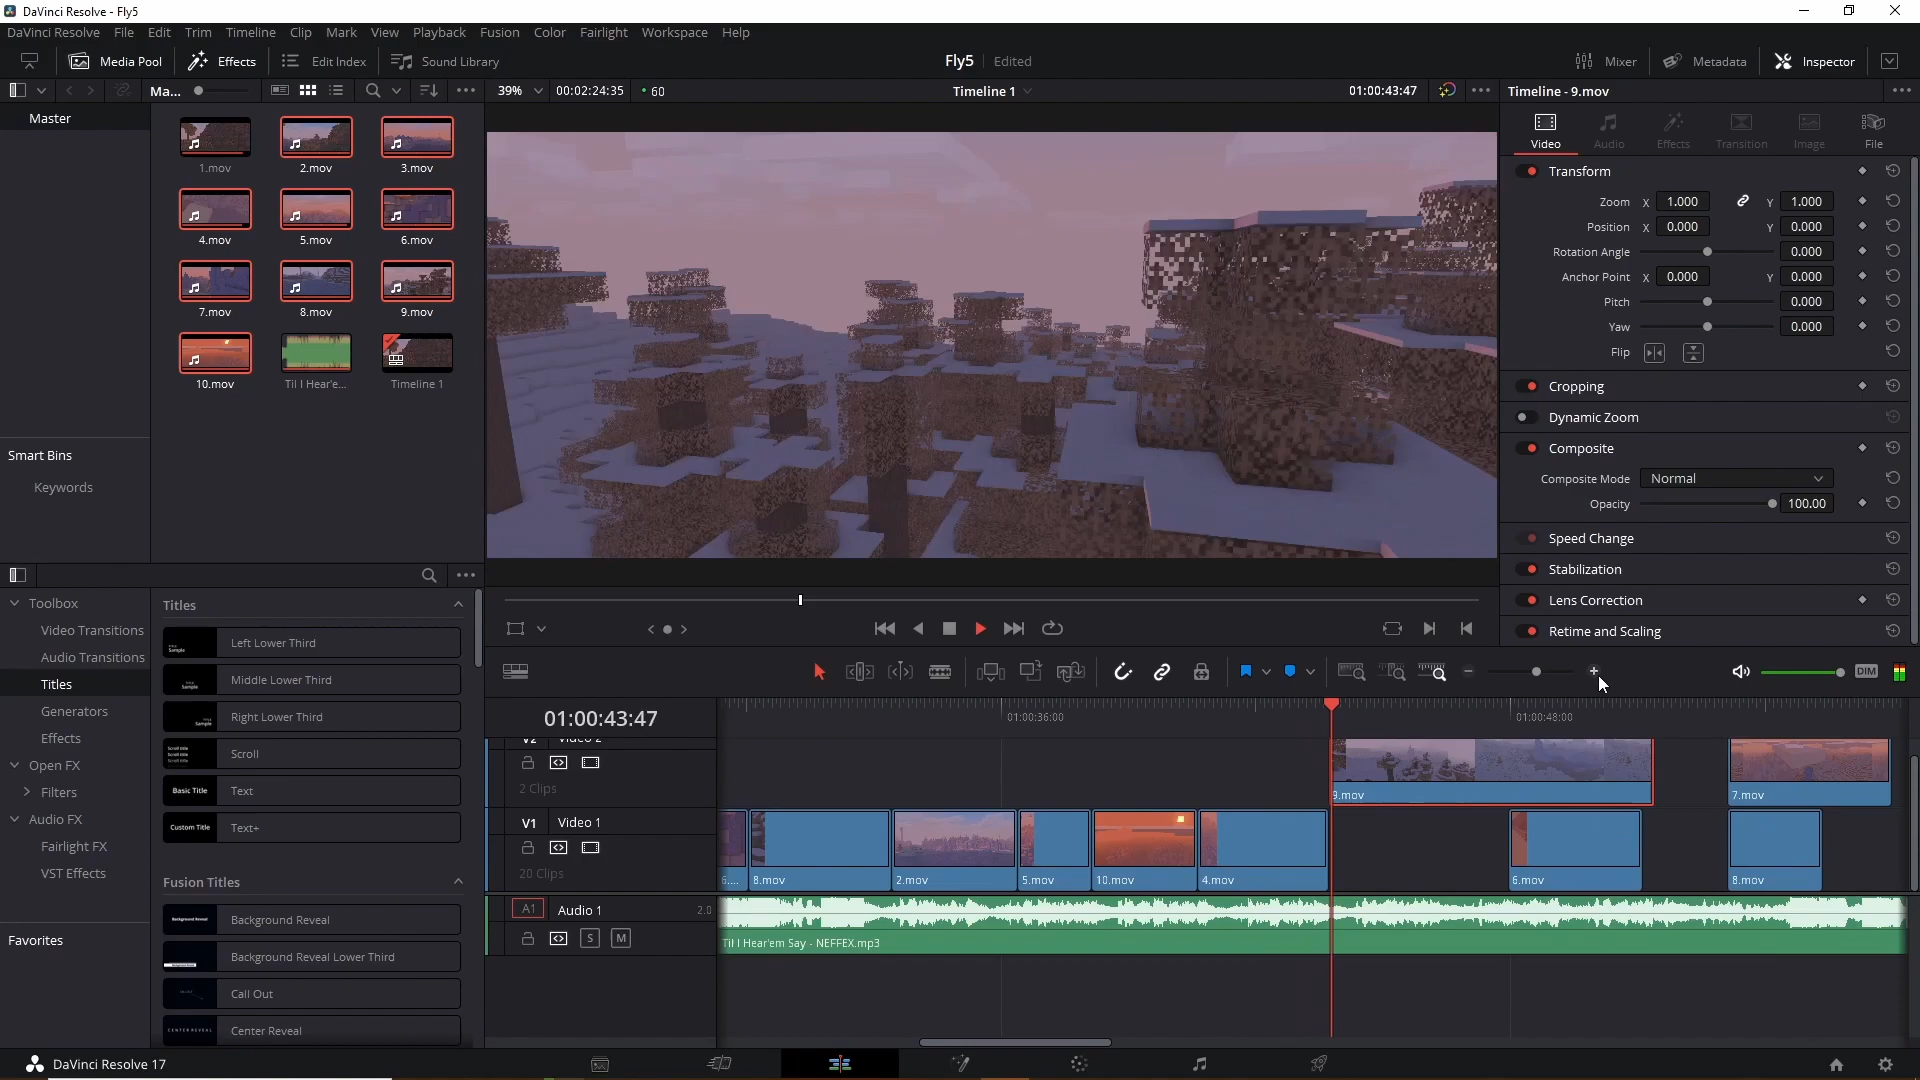 DaVinci Resolve - Fly5
DaVinci Resolve File Edit Trim Timeline Clip Mark View Playback Fusion Color Fairlight Workspace Help
Media Pool Effects Edit Index Sound Library Fly5 Edited Mixer Metadata Inspector
Ma... 39% 00:02:24:35 60 Timeline 1 01:00:43:47 Timeline - 9.mov
Master
1.mov 2.mov 3.mov
4.mov 5.mov 6.mov
7.mov 8.mov 9.mov
10.mov Til I Hear'e... Timeline 1
Smart Bins
Keywords
Video Audio Effects Transition Image File
Transform
Zoom X 1.000 Y 1.000
Position X 0.000 Y 0.000
Rotation Angle 0.000
Anchor Point X 0.000 Y 0.000
Pitch 0.000
Yaw 0.000
Flip
Cropping
Dynamic Zoom
Composite
Composite Mode Normal
Opacity 100.00
Speed Change
Stabilization
Lens Correction
Retime and Scaling
Toolbox
Video Transitions
Audio Transitions
Titles
Generators
Effects
Open FX
Filters
Audio FX
Fairlight FX
VST Effects
Favorites
Titles
Left Lower Third
Middle Lower Third
Right Lower Third
Scroll
Basic Title Text
Custom Title Text+
Fusion Titles
Background Reveal Background Reveal
Background Reveal Lower Third
Call Out
CENTER REVEAL Center Reveal
DIM
01:00:43:47 01:00:36:00 01:00:48:00
V2 Video 2
2 Clips
9.mov 7.mov
V1 Video 1
20 Clips
6.... 8.mov 2.mov 5.mov 10.mov 4.mov 6.mov 8.mov
A1 Audio 1 2.0
S M
Til I Hear'em Say - NEFFEX.mp3
DaVinci Resolve 17